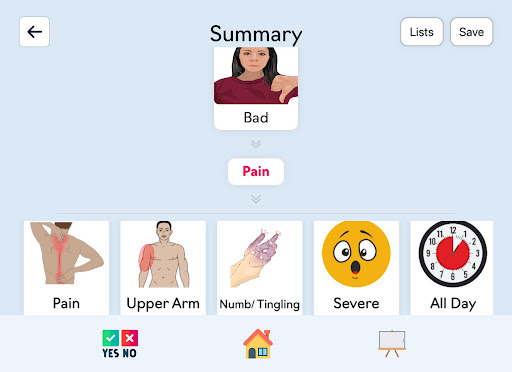 Summary
Lists
Save
Bad
Pain
Pain
Upper Arm
Numb/ Tingling
Severe
All Day
YES NO